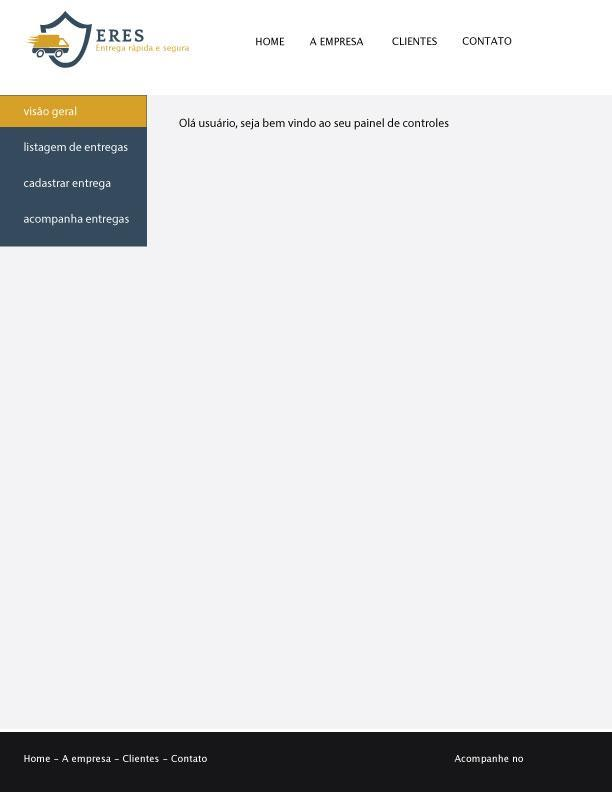 ERES
Entrega rápida e segura
HOME A EMPRESA CLIENTES CONTATO
visão geral
listagem de entregas
cadastrar entrega
acompanha entregas
Olá usuário, seja bem vindo ao seu painel de controles
Home - A empresa - Clientes - Contato
Acompanhe no